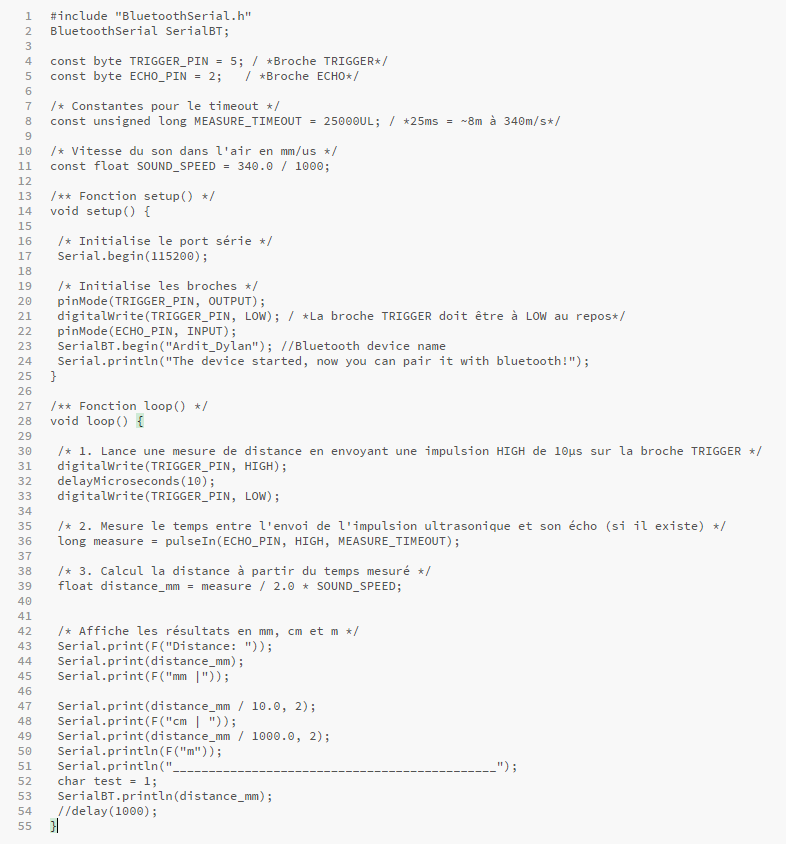 1 #include "BluetoothSerial.h"
2 BluetoothSerial SerialBT;
3
4 const byte TRIGGER_PIN = 5; / *Broche TRIGGER*/
5 const byte ECHO_PIN = 2;   / *Broche ECHO*/
6
7 /* Constantes pour le timeout */
8 const unsigned long MEASURE_TIMEOUT = 25000UL; / *25ms = ~8m à 340m/s*/
9
10 /* Vitesse du son dans l'air en mm/us */
11 const float SOUND_SPEED = 340.0 / 1000;
12
13 /** Fonction setup() */
14 void setup() {
15
16  /* Initialise le port série */
17  Serial.begin(115200);
18
19  /* Initialise les broches */
20  pinMode(TRIGGER_PIN, OUTPUT);
21  digitalWrite(TRIGGER_PIN, LOW); / *La broche TRIGGER doit être à LOW au repos*/
22  pinMode(ECHO_PIN, INPUT);
23  SerialBT.begin("Ardit_Dylan"); //Bluetooth device name
24  Serial.println("The device started, now you can pair it with bluetooth!");
25 }
26
27 /** Fonction loop() */
28 void loop() {
29
30  /* 1. Lance une mesure de distance en envoyant une impulsion HIGH de 10µs sur la broche TRIGGER */
31  digitalWrite(TRIGGER_PIN, HIGH);
32  delayMicroseconds(10);
33  digitalWrite(TRIGGER_PIN, LOW);
34
35  /* 2. Mesure le temps entre l'envoi de l'impulsion ultrasonique et son écho (si il existe) */
36  long measure = pulseIn(ECHO_PIN, HIGH, MEASURE_TIMEOUT);
37
38  /* 3. Calcul la distance à partir du temps mesuré */
39  float distance_mm = measure / 2.0 * SOUND_SPEED;
40
41
42  /* Affiche les résultats en mm, cm et m */
43  Serial.print(F("Distance: "));
44  Serial.print(distance_mm);
45  Serial.print(F("mm |"));
46
47  Serial.print(distance_mm / 10.0, 2);
48  Serial.print(F("cm | "));
49  Serial.print(distance_mm / 1000.0, 2);
50  Serial.println(F("m"));
51  Serial.println("_____________________________________________");
52  char test = 1;
53  SerialBT.println(distance_mm);
54  //delay(1000);
55 }